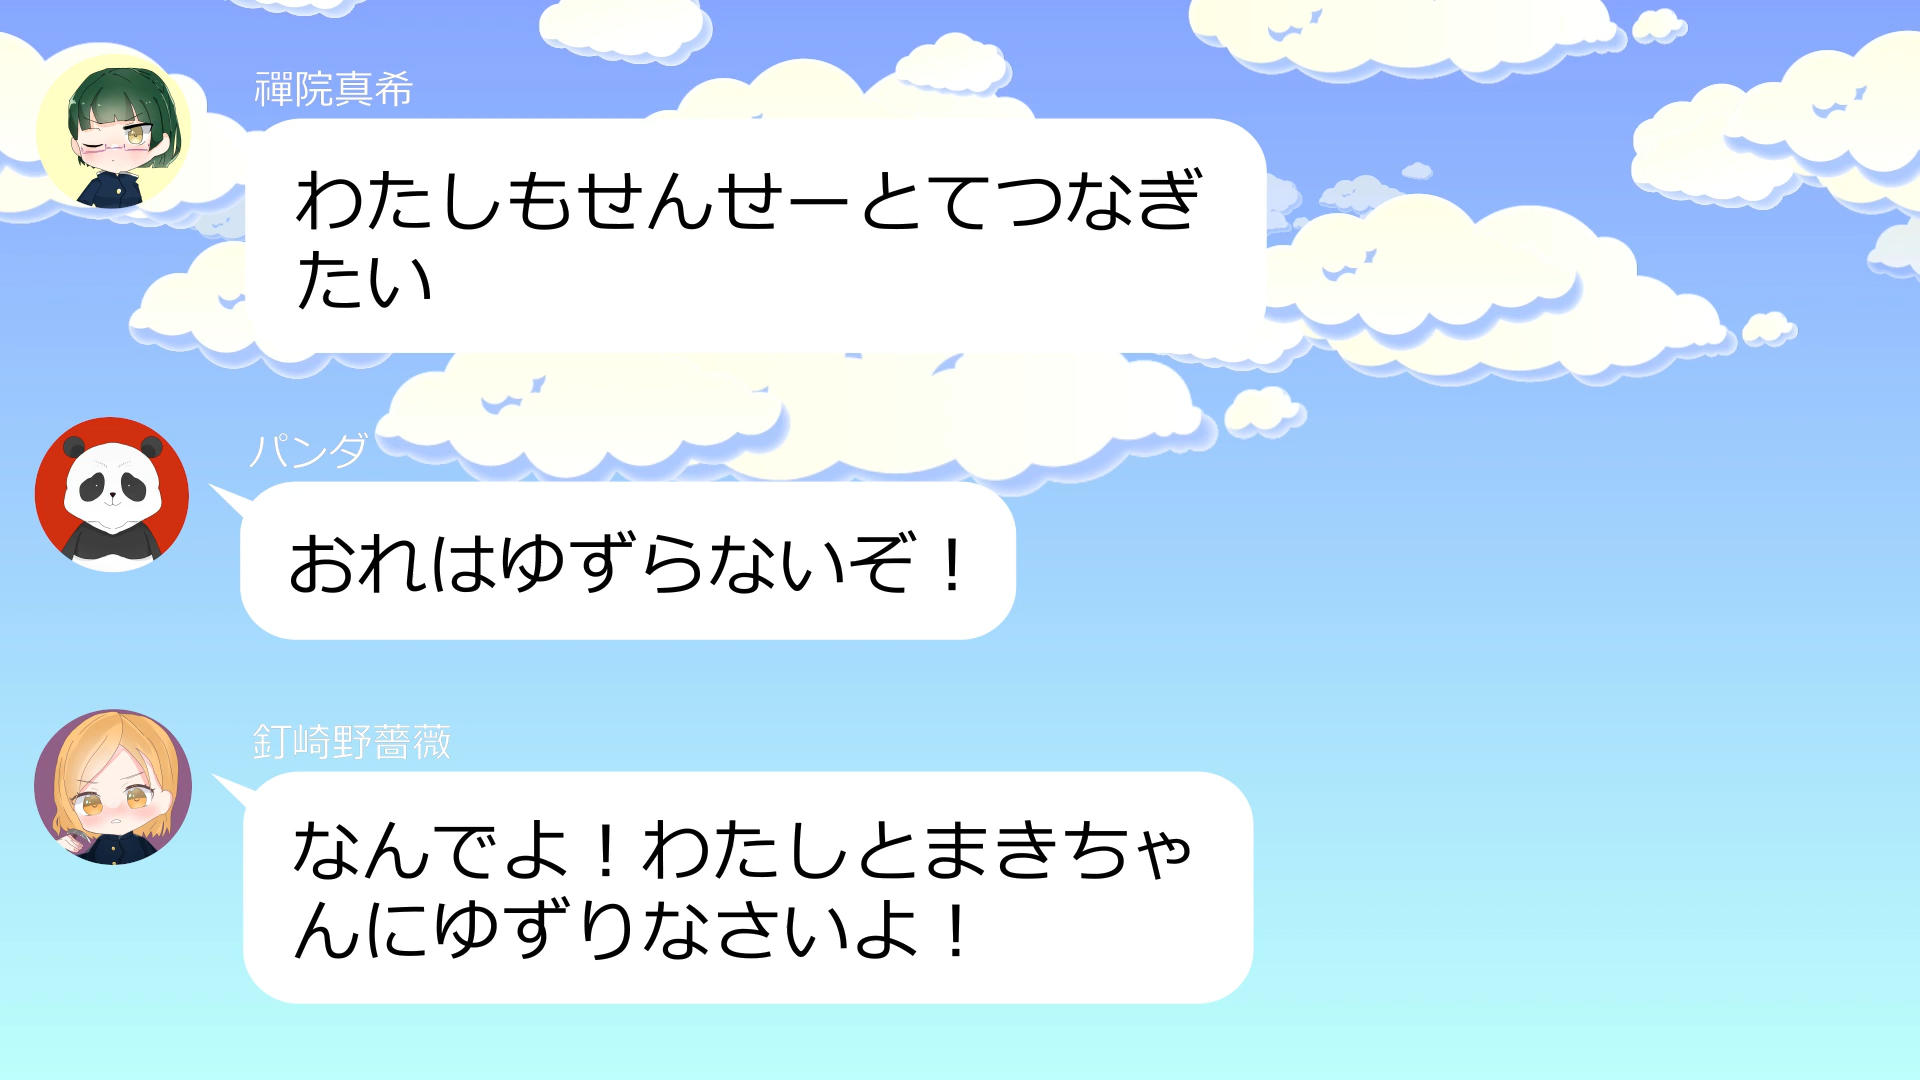 禪院真希
わたしもせんせーとてつなぎ
たい
パンダ
おれはゆずらないぞ！
釘崎野薔薇
なんでよ！わたしとまきちゃ
んにゆずりなさいよ！